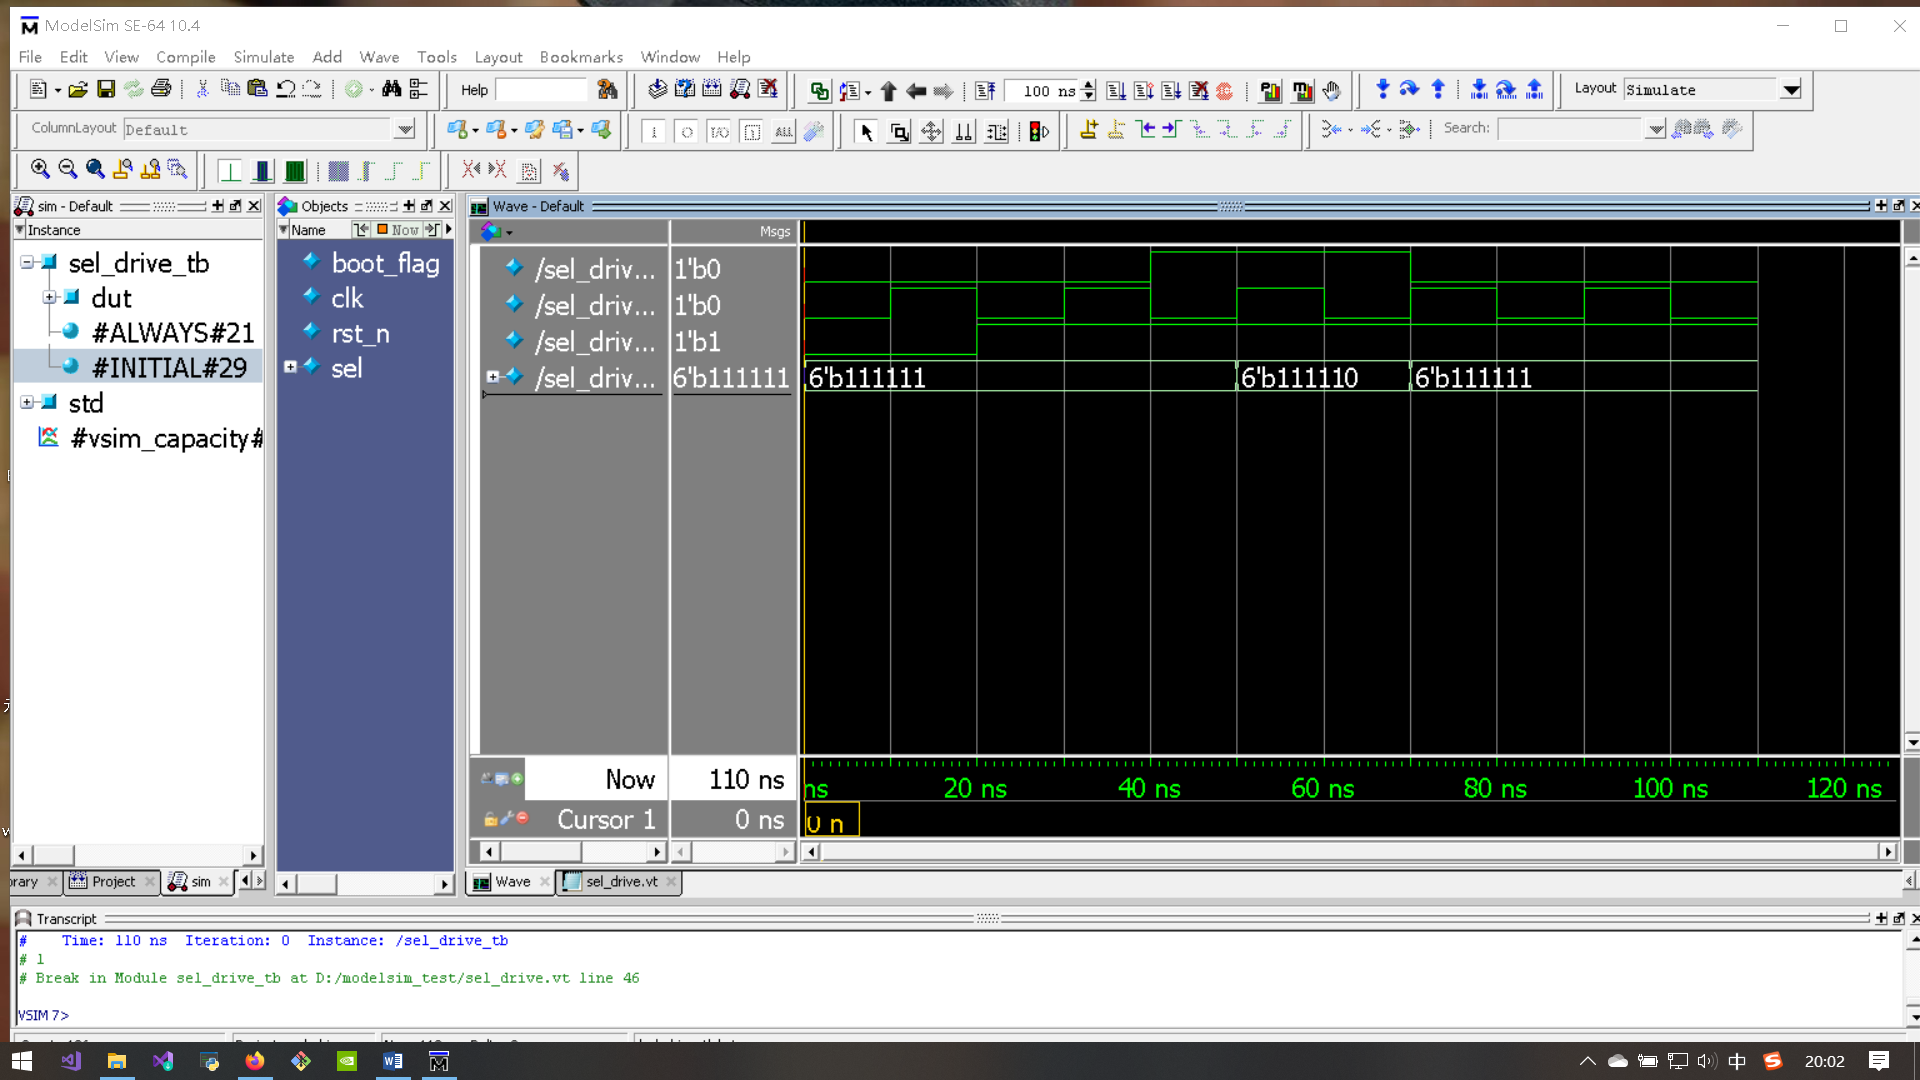 ModelSim SE-64 10.4
File Edit View Compile Simulate Add Wave Tools Layout Bookmarks Window Help
Help 100 ns Layout Simulate
ColumnLayout Default I/O ALL Search:
sim - Default Objects Wave - Default
Instance Name Now Msgs
sel_drive_tb
dut
#ALWAYS#21
#INITIAL#29
std
#vsim_capacity#
boot_flag
clk
rst_n
sel
/sel_driv... 1'b0
/sel_driv... 1'b0
/sel_driv... 1'b1
/sel_driv... 6'b111111 6'b111111 6'b111110 6'b111111
Now 110 ns ns 20 ns 40 ns 60 ns 80 ns 100 ns 120 ns
Cursor 1 0 ns 0 n
rary Project sim Wave sel_drive.vt
Transcript
# Time: 110 ns Iteration: 0 Instance: /sel_drive_tb
# 1
# Break in Module sel_drive_tb at D:/modelsim_test/sel_drive.vt line 46
VSIM 7>
中 20:02